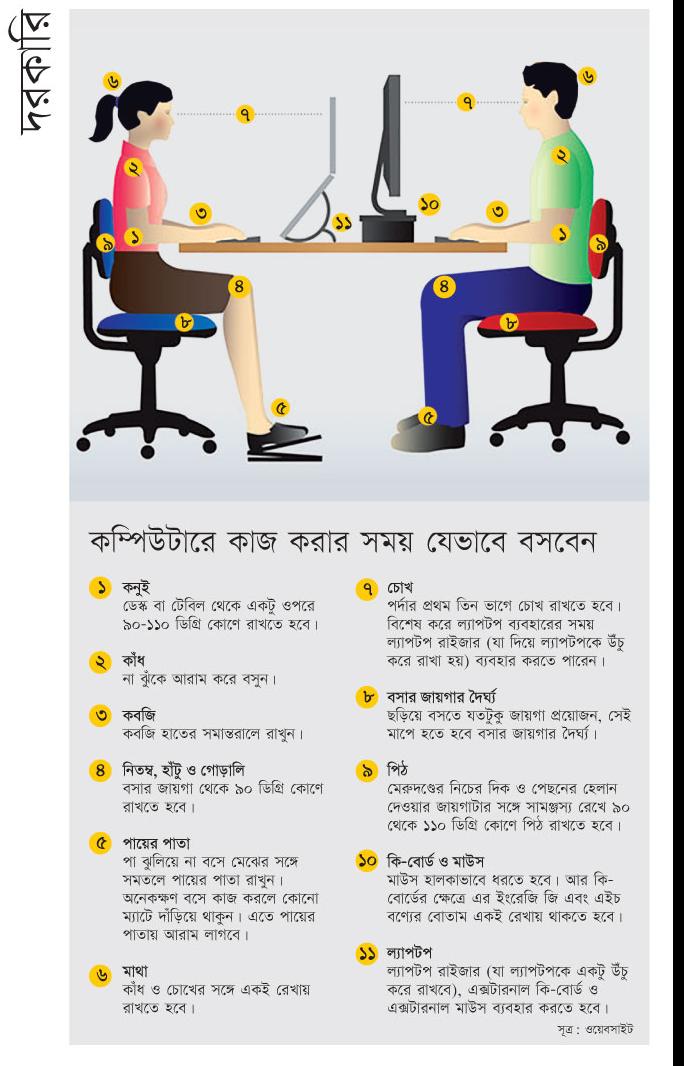 দরকারি
৬
৬
৭
৭
২
২
৩
১১
১০
৩
৯
১
১
৯
৪
৪
৮
৮
৫
৫
কম্পিউটারে কাজ করার সময় যেভাবে বসবেন
১ কনুই
ডেস্ক বা টেবিল থেকে একটু ওপরে
৯০-১১০ ডিগ্রি কোণে রাখতে হবে।
২ কাঁধ
না ঝুঁকে আরাম করে বসুন।
৩ কবজি
কবজি হাতের সমান্তরালে রাখুন।
৪ নিতম্ব, হাঁটু ও গোড়ালি
বসার জায়গা থেকে ৯০ ডিগ্রি কোণে
রাখতে হবে।
৫ পায়ের পাতা
পা ঝুলিয়ে না বসে মেঝের সঙ্গে
সমতলে পায়ের পাতা রাখুন।
অনেকক্ষণ বসে কাজ করলে কোনো
ম্যাটে দাঁড়িয়ে থাকুন। এতে পায়ের
পাতায় আরাম লাগবে।
৬ মাথা
কাঁধ ও চোখের সঙ্গে একই রেখায়
রাখতে হবে।
৭ চোখ
পর্দার প্রথম তিন ভাগে চোখ রাখতে হবে।
বিশেষ করে ল্যাপটপ ব্যবহারের সময়
ল্যাপটপ রাইজার (যা দিয়ে ল্যাপটপকে উঁচু
করে রাখা হয়) ব্যবহার করতে পারেন।
৮ বসার জায়গার দৈর্ঘ্য
ছড়িয়ে বসতে যতটুকু জায়গা প্রয়োজন, সেই
মাপে হতে হবে বসার জায়গার দৈর্ঘ্য।
৯ পিঠ
মেরুদণ্ডের নিচের দিক ও পেছনের হেলান
দেওয়ার জায়গাটার সঙ্গে সামঞ্জস্য রেখে ৯০
থেকে ১১০ ডিগ্রি কোণে পিঠ রাখতে হবে।
১০ কি-বোর্ড ও মাউস
মাউস হালকাভাবে ধরতে হবে। আর কি-
বোর্ডের ক্ষেত্রে এর ইংরেজি জি এবং এইচ
বণ্যের বোতাম একই রেখায় থাকতে হবে।
১১ ল্যাপটপ
ল্যাপটপ রাইজার (যা ল্যাপটপকে একটু উঁচু
করে রাখবে), এক্সটারনাল কি-বোর্ড ও
এক্সটারনাল মাউস ব্যবহার করতে হবে।
সূত্র : ওয়েবসাইট